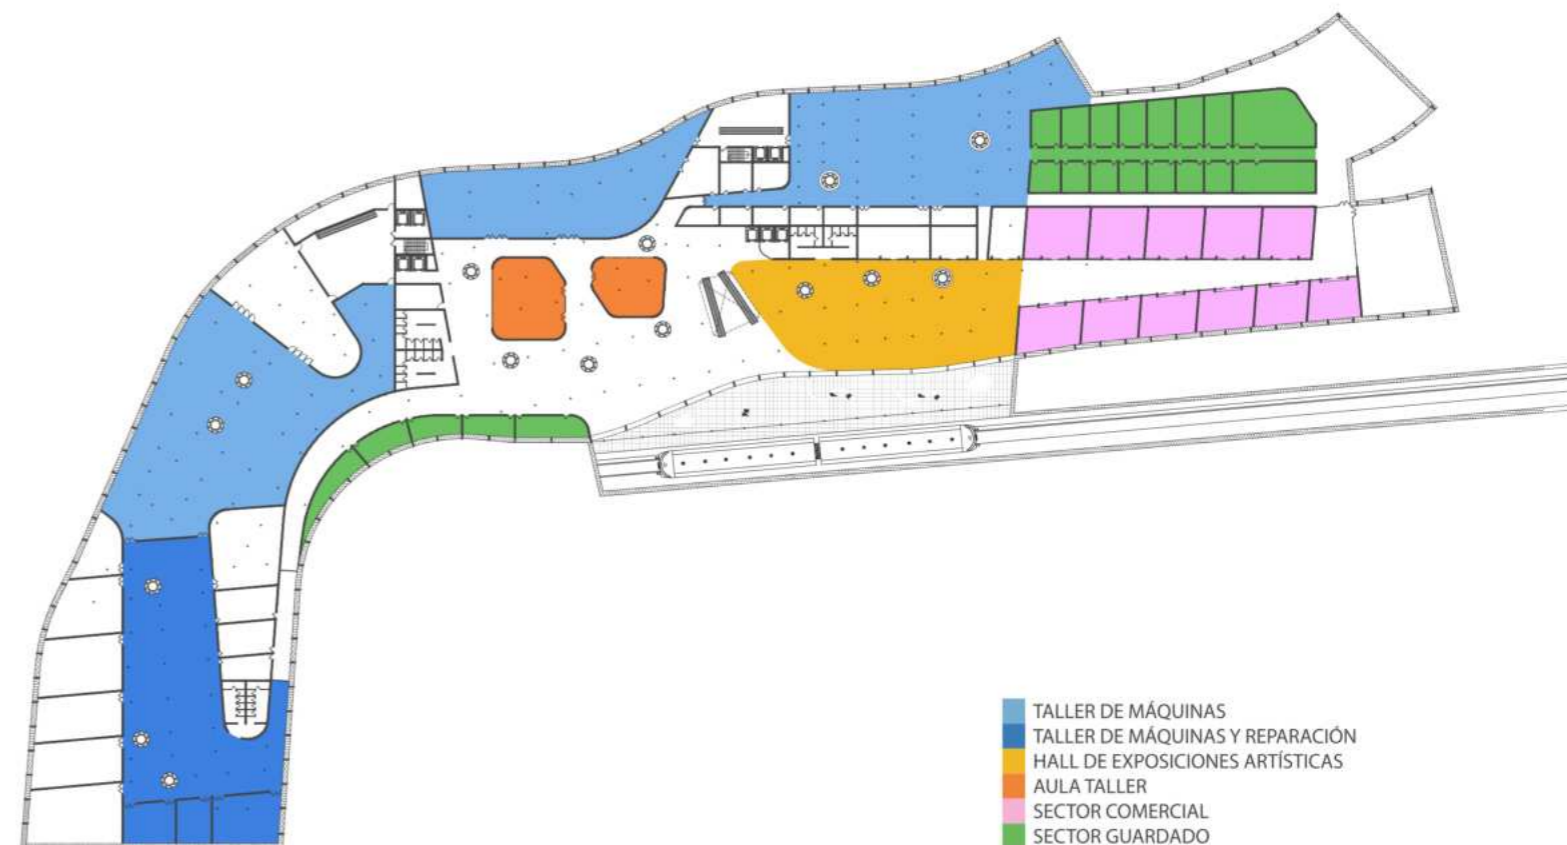 TALLER DE MÁQUINAS
TALLER DE MÁQUINAS Y REPARACIÓN
HALL DE EXPOSICIONES ARTÍSTICAS
AULA TALLER
SECTOR COMERCIAL
SECTOR GUARDADO